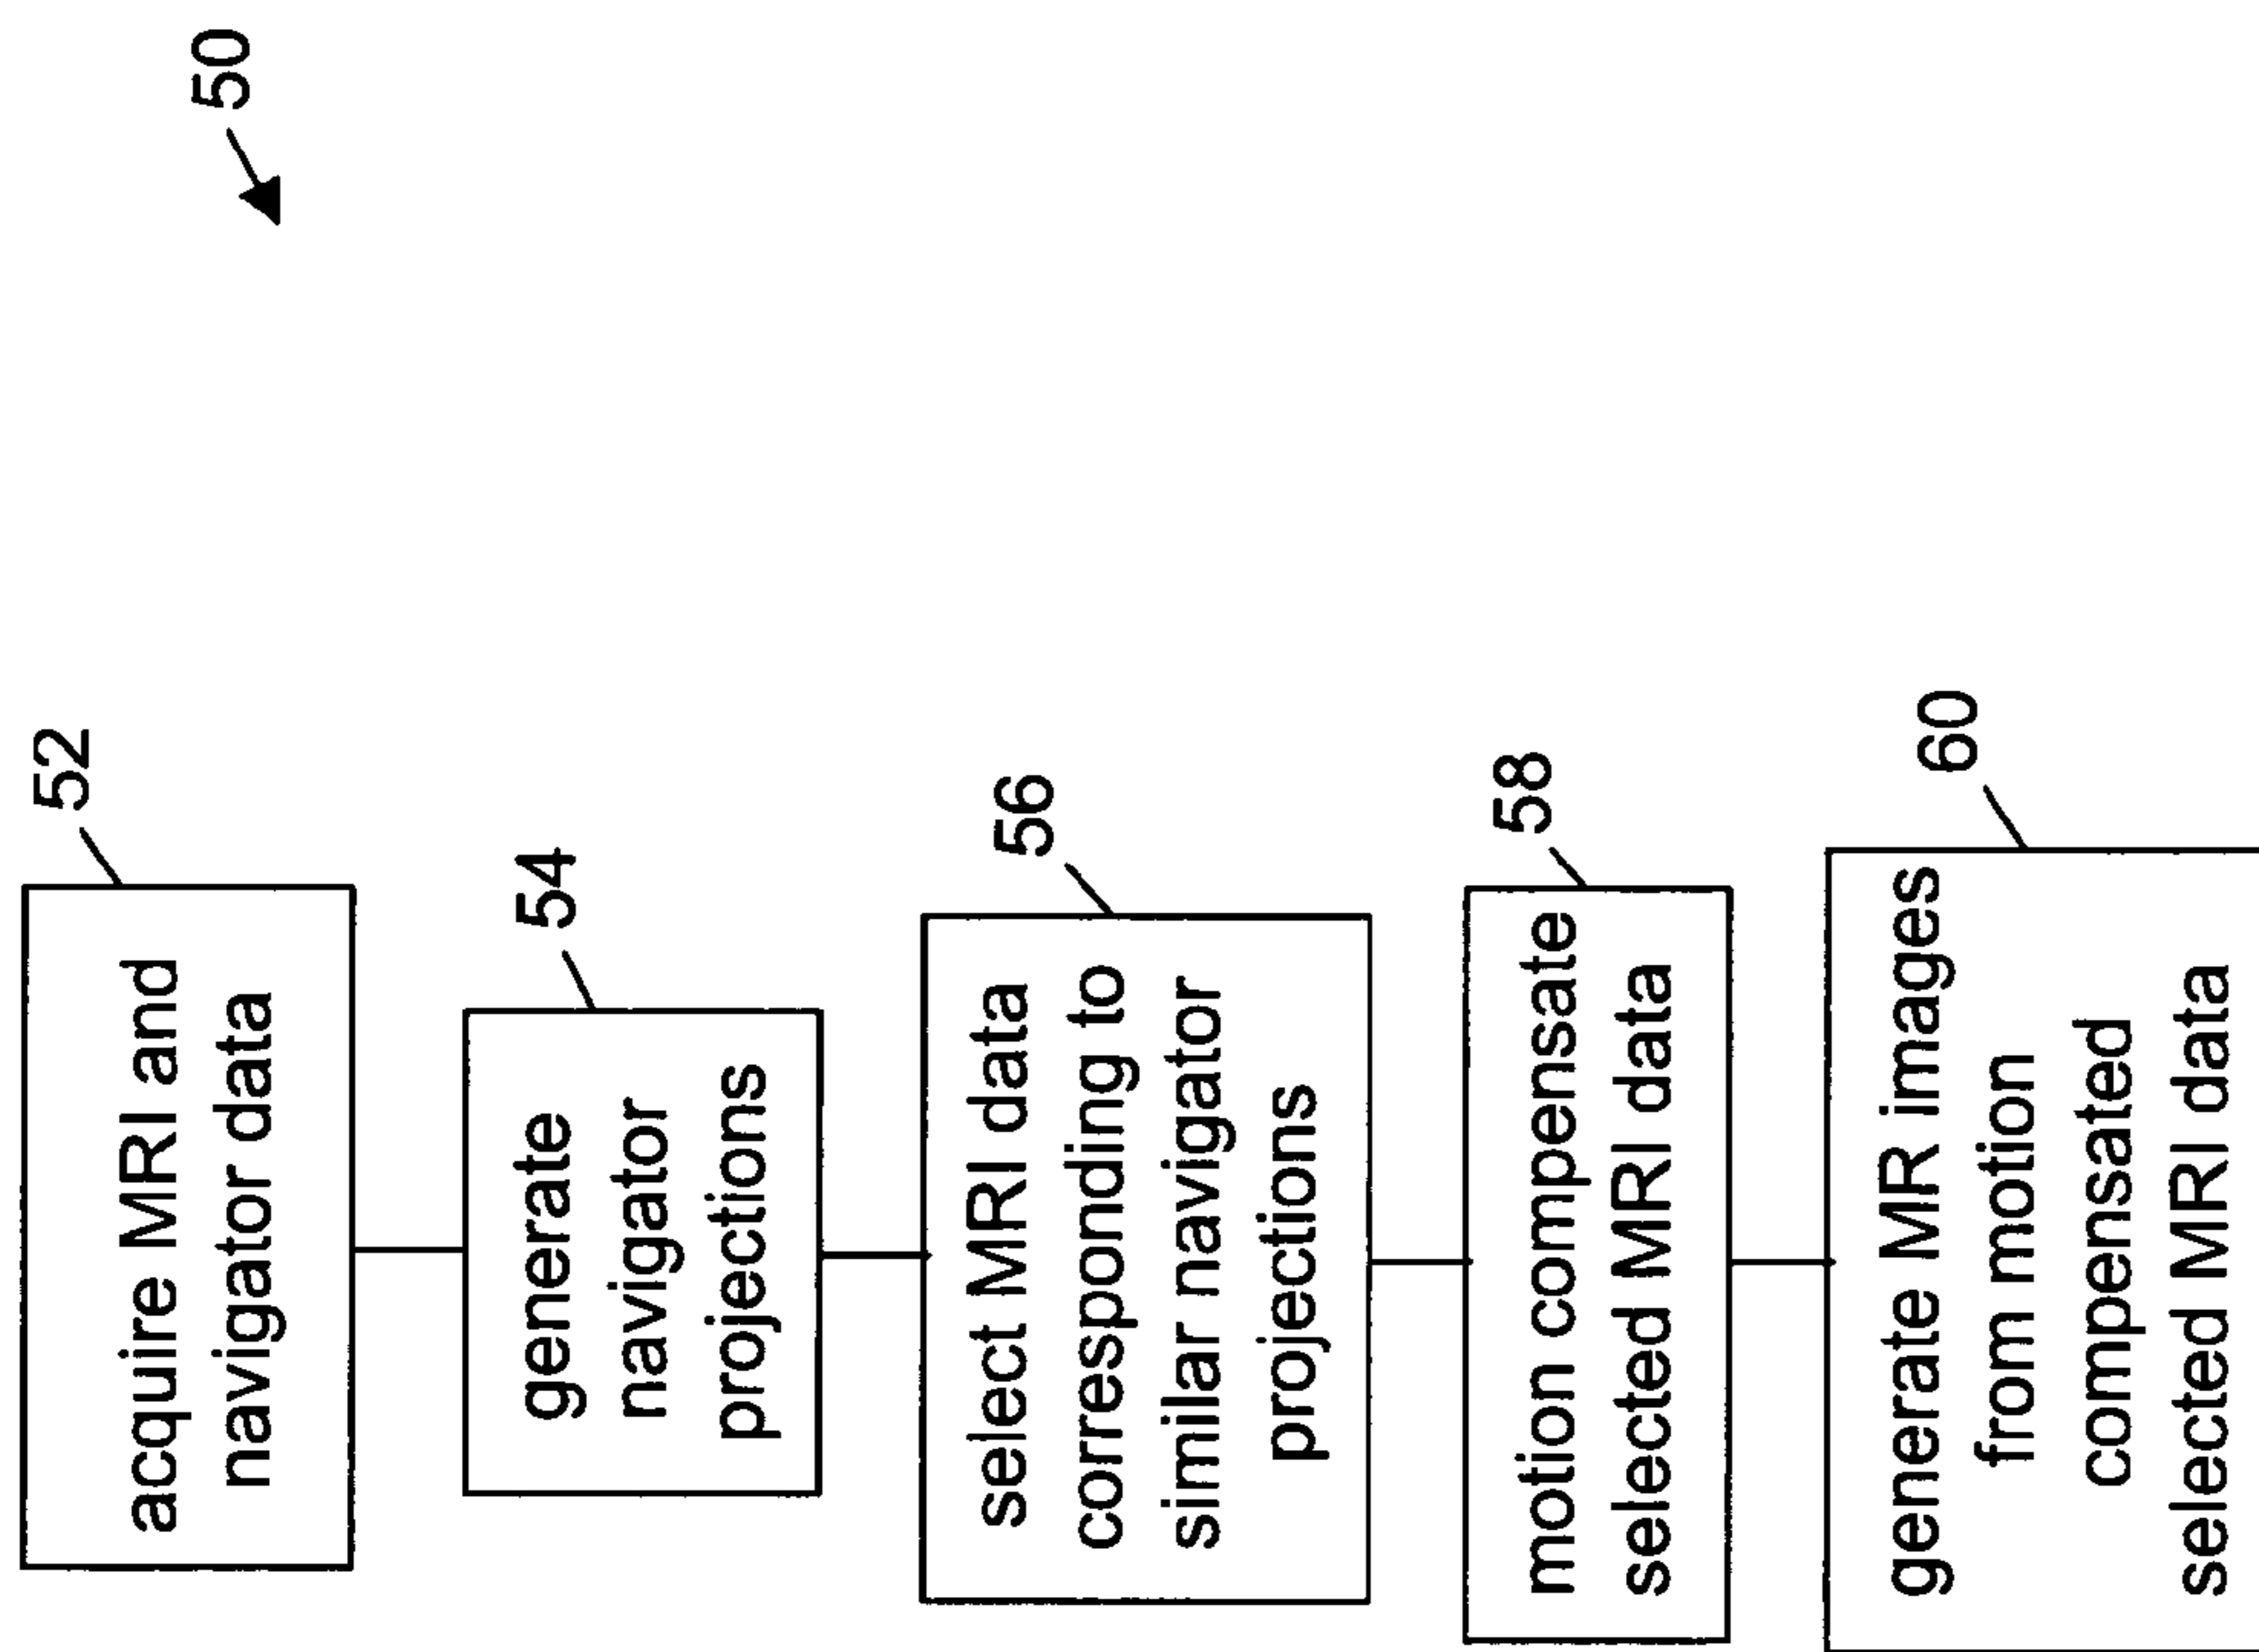 50
52
acquire MRI and
navigator data
54
generate
navigator
projections
56
select MRI data
corresponding to
similar navigator
projections
58
motion compensate
selected MRI data
60
generate MR images
from motion
compensated
selected MRI data